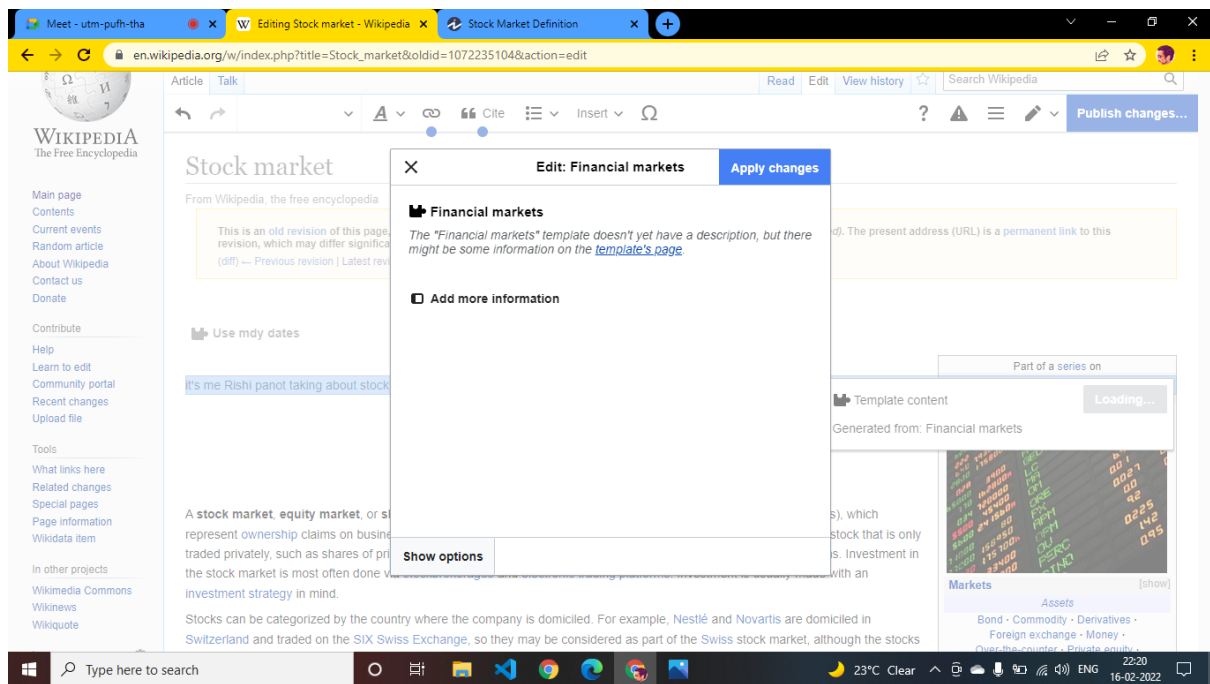 Meet - utm-pufh-tha
Editing Stock market - Wikipedia
Stock Market Definition
en.wikipedia.org/w/index.php?title=Stock_market&oldid=1072235104&action=edit
WIKIPEDIA
The Free Encyclopedia
Main page
Contents
Current events
Random article
About Wikipedia
Contact us
Donate
Contribute
Help
Learn to edit
Community portal
Recent changes
Upload file
Tools
What links here
Related changes
Special pages
Page information
Wikidata item
In other projects
Wikimedia Commons
Wikinews
Wikiquote
Article Talk
Read Edit View history
Search Wikipedia
Cite
Insert
Publish changes...
Stock market
From Wikipedia, the free encyclopedia
This is an old revision of this page,
revision, which may differ significa
(diff) ← Previous revision | Latest revi
d). The present address (URL) is a permanent link to this
Edit: Financial markets
Apply changes
Financial markets
The "Financial markets" template doesn't yet have a description, but there
might be some information on the template's page.
Add more information
Show options
Use mdy dates
it's me Rishi panot taking about stock
Part of a series on
Template content
Loading...
Generated from: Financial markets
A stock market, equity market, or s
s), which
represent ownership claims on busine
stock that is only
traded privately, such as shares of pri
s. Investment in
the stock market is most often done
with an
investment strategy in mind.
Stocks can be categorized by the country where the company is domiciled. For example, Nestlé and Novartis are domiciled in
Switzerland and traded on the SIX Swiss Exchange, so they may be considered as part of the Swiss stock market, although the stocks
Markets [show]
Assets
Bond · Commodity · Derivatives ·
Foreign exchange · Money ·
Over-the-counter · Private equity ·
Type here to search
23°C Clear
ENG
22:20
16-02-2022